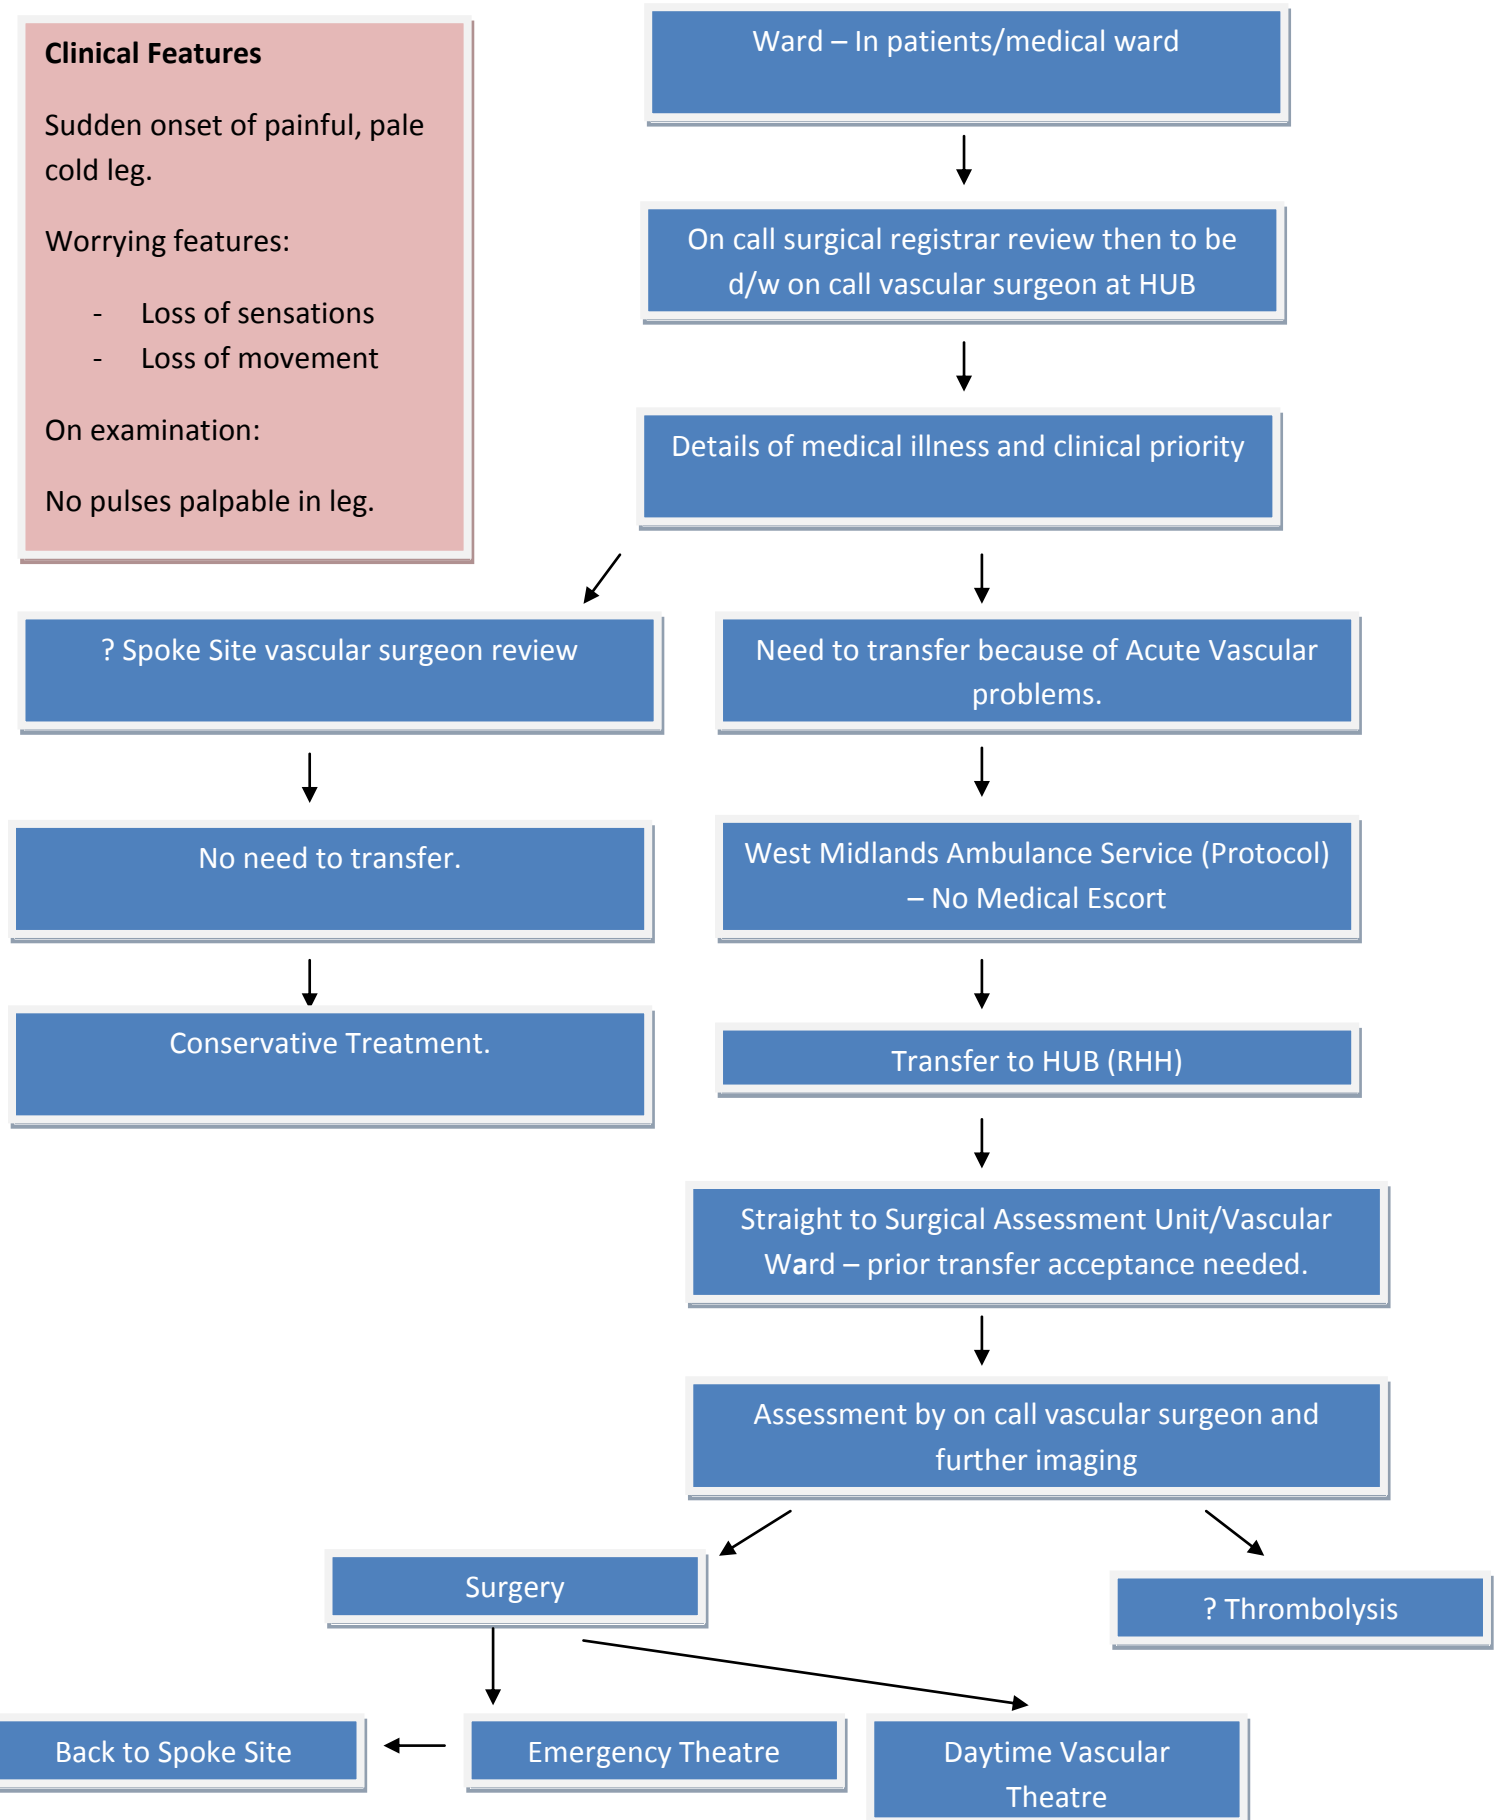 Clinical Features
Sudden onset of painful, pale
cold leg.
Worrying features:
- Loss of sensations
- Loss of movement
On examination:
No pulses palpable in leg.
Ward – In patients/medical ward
On call surgical registrar review then to be
d/w on call vascular surgeon at HUB
Details of medical illness and clinical priority
? Spoke Site vascular surgeon review
Need to transfer because of Acute Vascular
problems.
No need to transfer.
West Midlands Ambulance Service (Protocol)
– No Medical Escort
Conservative Treatment.
Transfer to HUB (RHH)
Straight to Surgical Assessment Unit/Vascular
Ward – prior transfer acceptance needed.
Assessment by on call vascular surgeon and
further imaging
Surgery
? Thrombolysis
Back to Spoke Site
Emergency Theatre
Daytime Vascular
Theatre